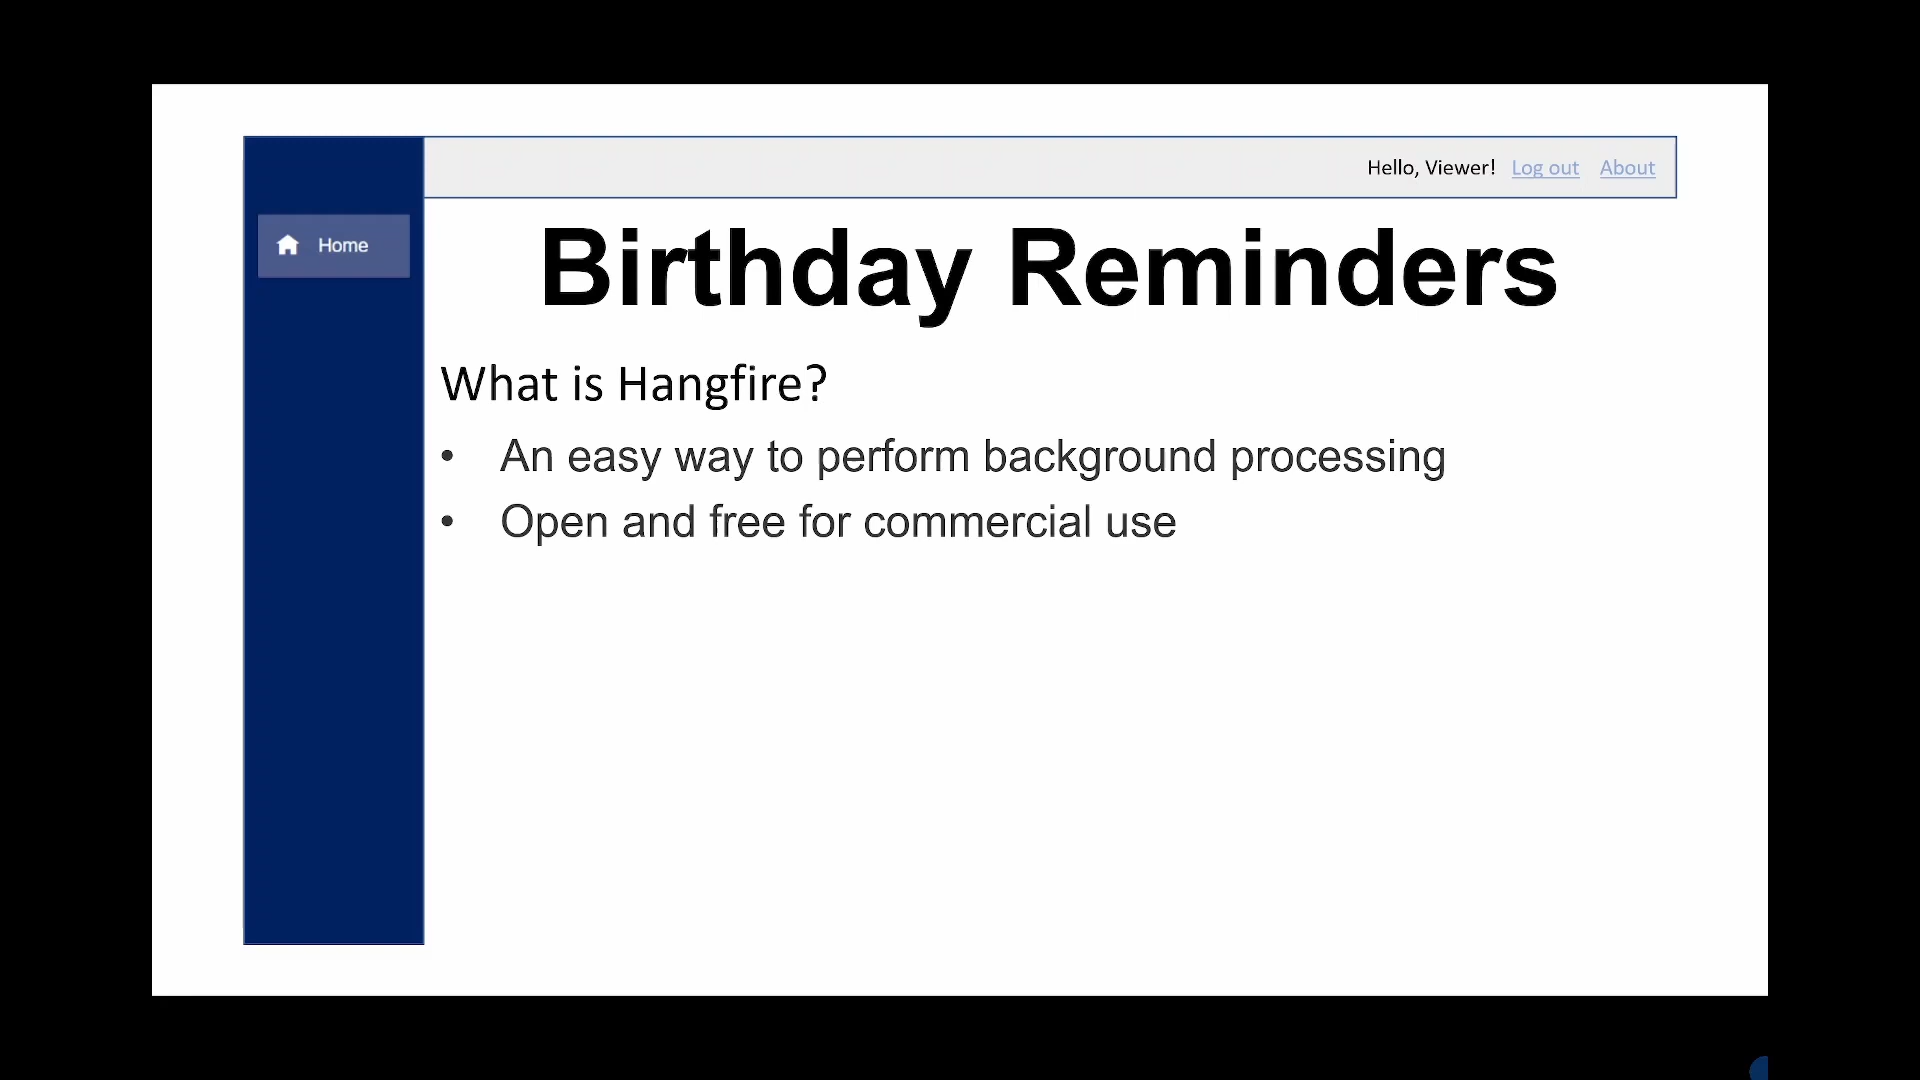 Hello, Viewer! Log out About
Home
Birthday Reminders
What is Hangfire?
• An easy way to perform background processing
• Open and free for commercial use